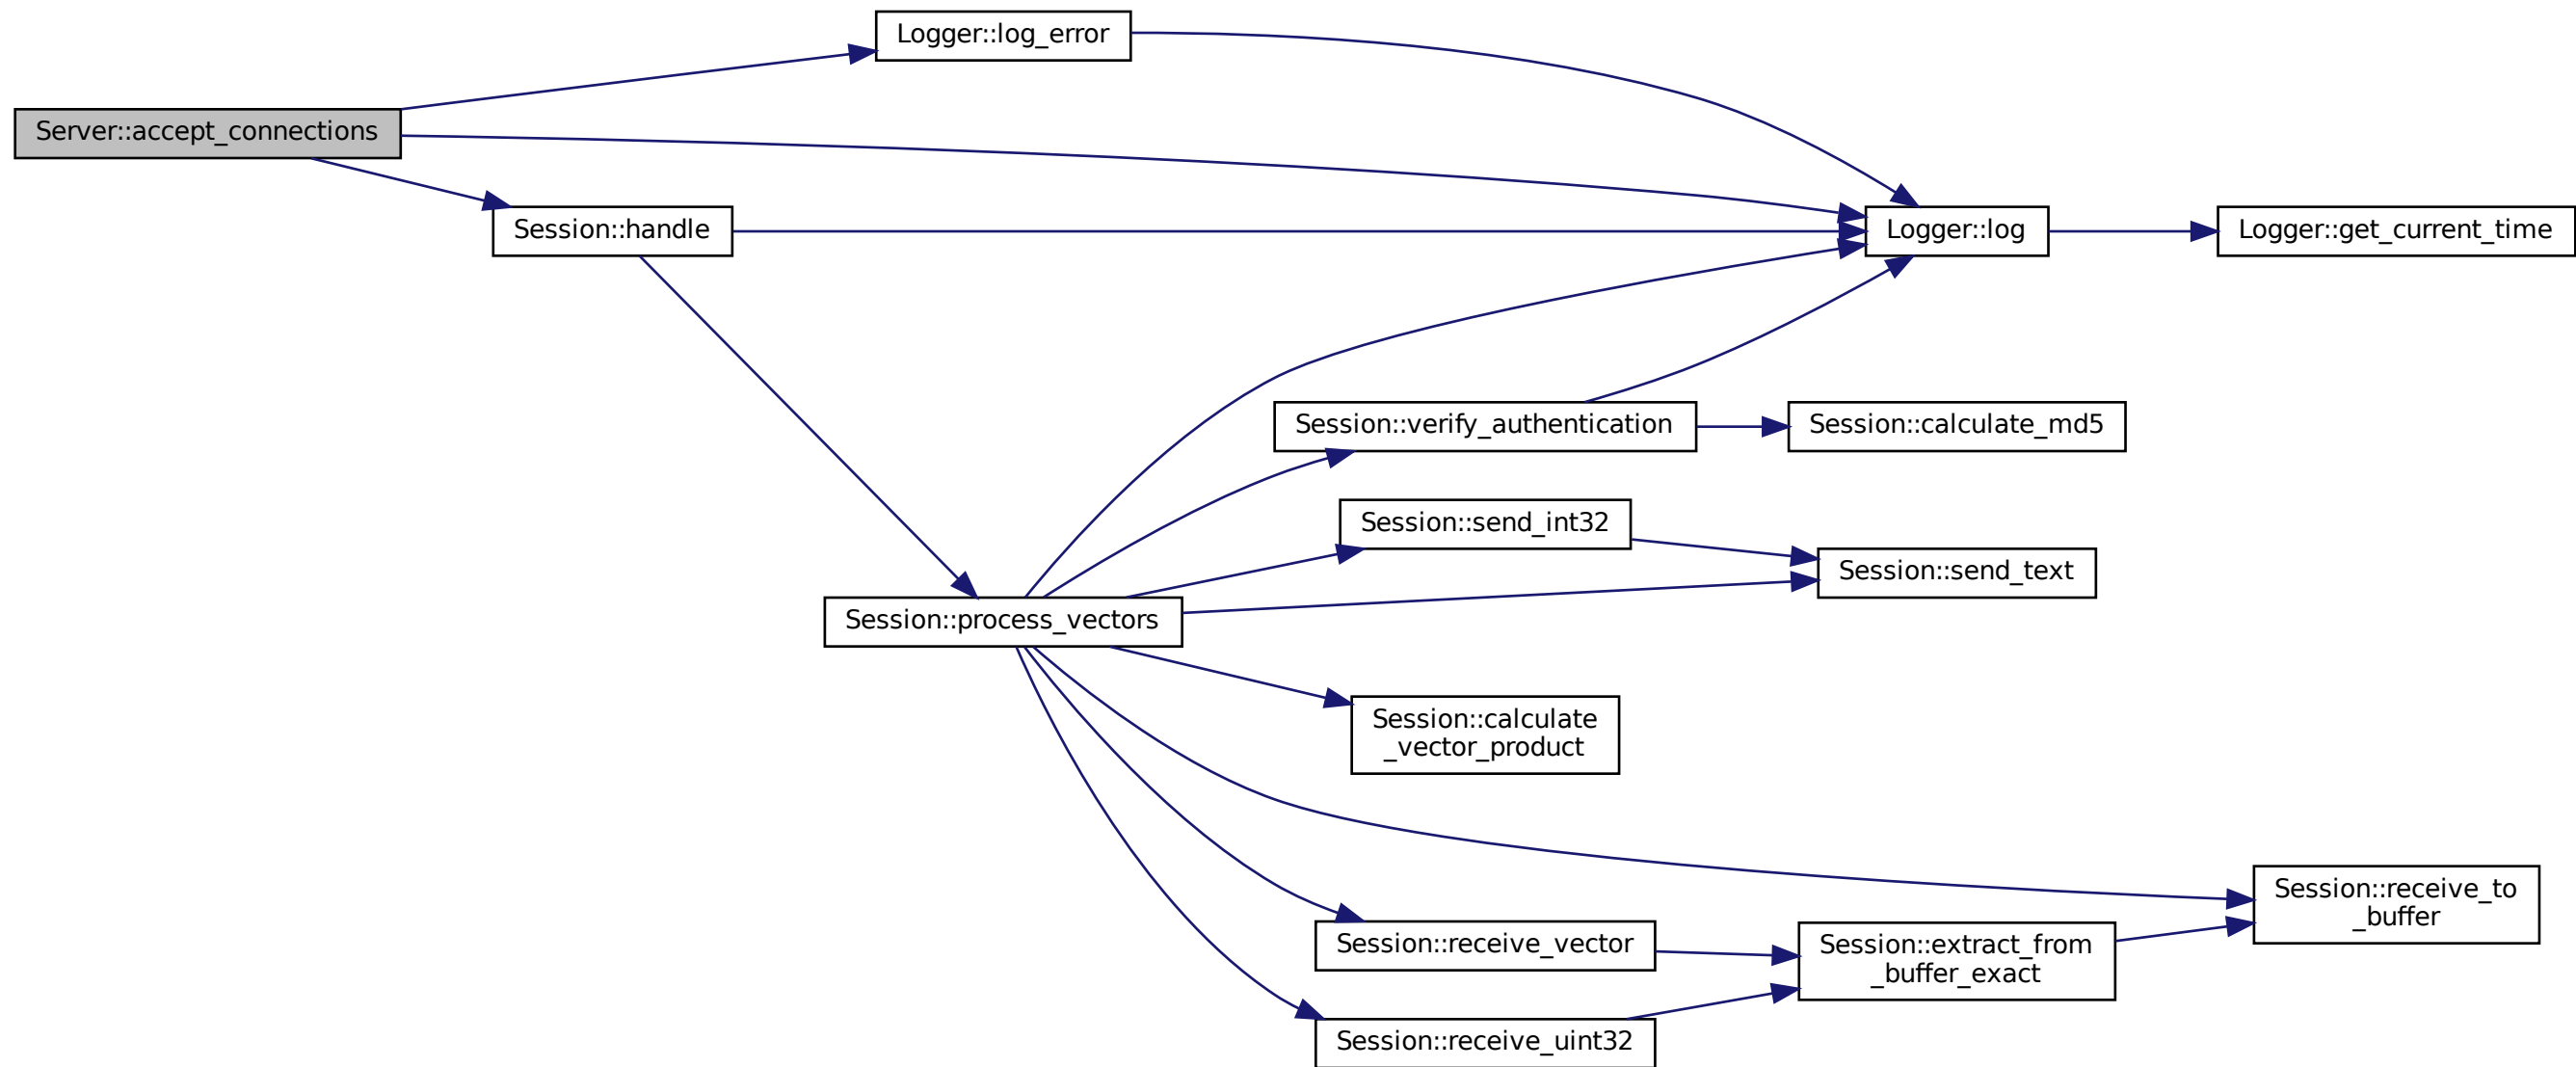 Logger::log_error
Server::accept_connections
Session::handle
Logger::log
Logger::get_current_time
Session::verify_authentication
Session::calculate_md5
Session::send_int32
Session::send_text
Session::process_vectors
Session::calculate
_vector_product
Session::receive_to
_buffer
Session::receive_vector
Session::extract_from
_buffer_exact
Session::receive_uint32